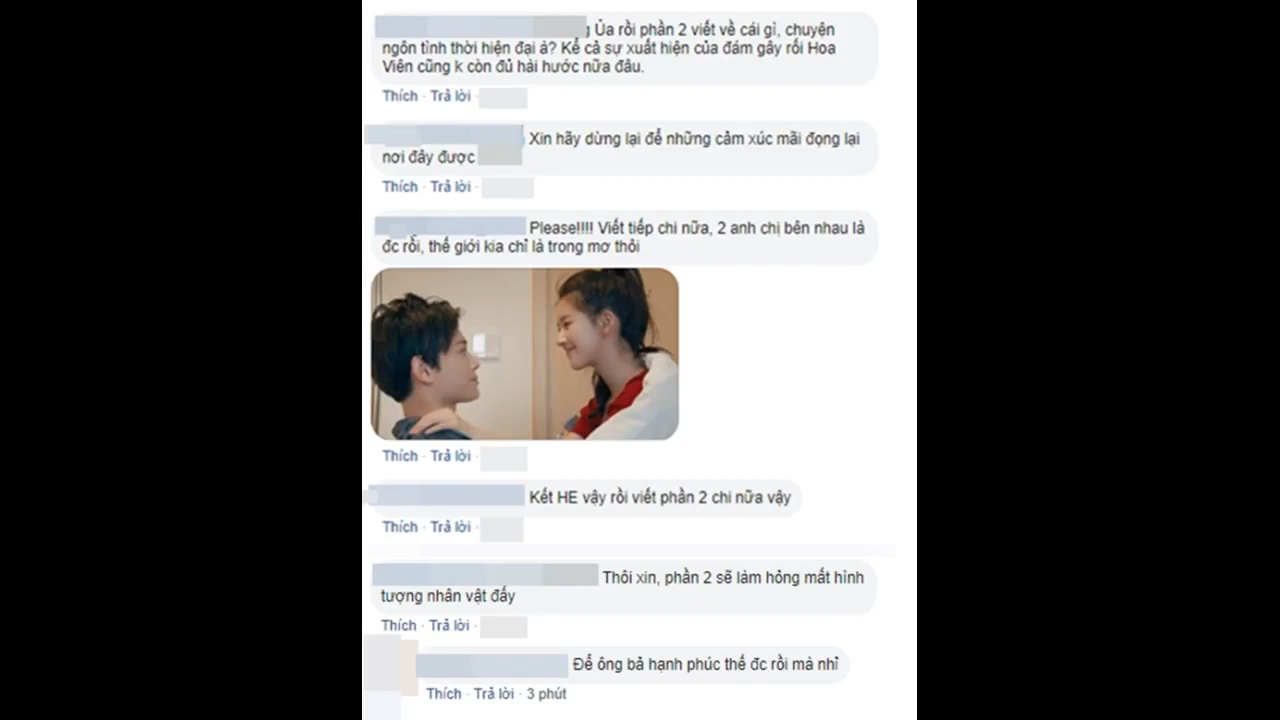 Ủa rồi phần 2 viết về cái gì, chuyện
ngôn tình thời hiện đại ả? Kể cả sự xuất hiện của đám gây rối Hoa
Viên cũng k còn đủ hài hước nữa đâu.
Thích · Trả lời ·
Xin hãy dừng lại để những cảm xúc mãi đọng lại
nơi đây được
Thích · Trả lời ·
Please!!!! Viết tiếp chi nữa, 2 anh chị bên nhau là
đc rồi, thế giới kia chỉ là trong mơ thôi
Thích · Trả lời ·
Kết HE vậy rồi viết phần 2 chi nữa vậy
Thích · Trả lời ·
Thôi xin, phần 2 sẽ làm hỏng mất hình
tượng nhân vật đấy
Thích · Trả lời ·
Để ông bả hạnh phúc thế đc rồi mà nhỉ
Thích · Trả lời · 3 phút